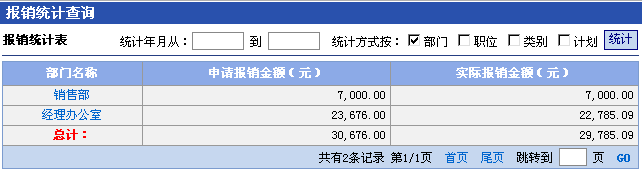 报销统计查询
报销统计表 统计年月从： 到 统计方式按： 部门 职位 类别 计划 统计
部门名称 申请报销金额（元） 实际报销金额（元）
销售部 7,000.00 7,000.00
经理办公室 23,676.00 22,785.09
总计： 30,676.00 29,785.09
共有2条记录 第1/1页 首页 尾页 跳转到 页 GO